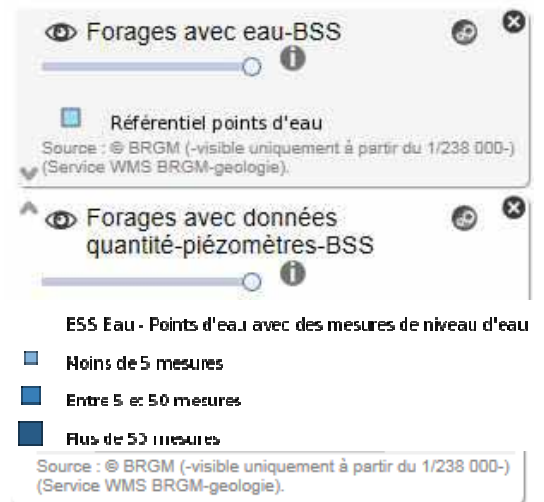 Forages avec eau-BSS
Référentiel points d'eau
Source : © BRGM (-visible uniquement à partir du 1/238 000-)
(Service WMS BRGM-geologie).
Forages avec données
quantité-piézomètres-BSS
ESS Eau - Points d'eau avec des mesures de niveau d'eau
Noins de 5 mesures
Entre 5 et 50 mesures
Plus de 50 mesures
Source : © BRGM (-visible uniquement à partir du 1/238 000-)
(Service WMS BRGM-geologie).